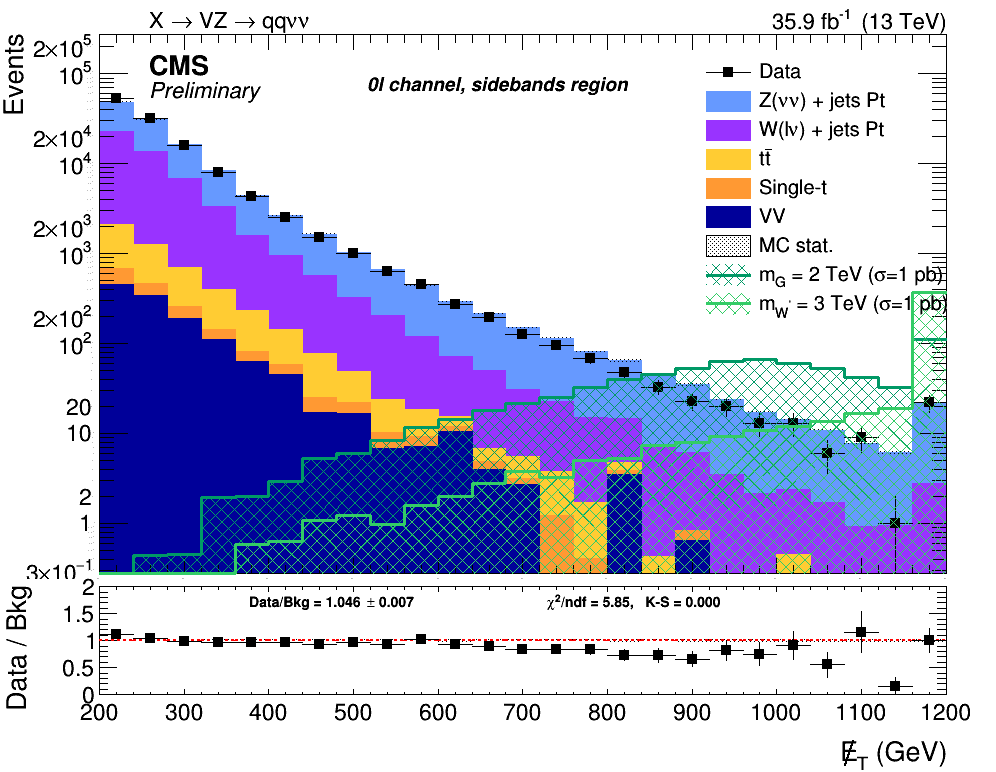 X → VZ → qqνν 35.9 fb⁻¹ (13 TeV)
Events
2×10⁵
10⁵
2×10⁴
10⁴
2×10³
10³
2×10²
10²
20
10
2
1
3×10⁻¹
CMS
Preliminary
0l channel, sidebands region
Data
Z(νν) + jets Pt
W(lν) + jets Pt
tt̄
Single-t
VV
MC stat.
m_G = 2 TeV (σ=1 pb)
m_W' = 3 TeV (σ=1 pb)
Data / Bkg
2
1.5
1
0.5
0
Data/Bkg = 1.046 ± 0.007 χ²/ndf = 5.85, K-S = 0.000
200 300 400 500 600 700 800 900 1000 1100 1200
E̸_T (GeV)